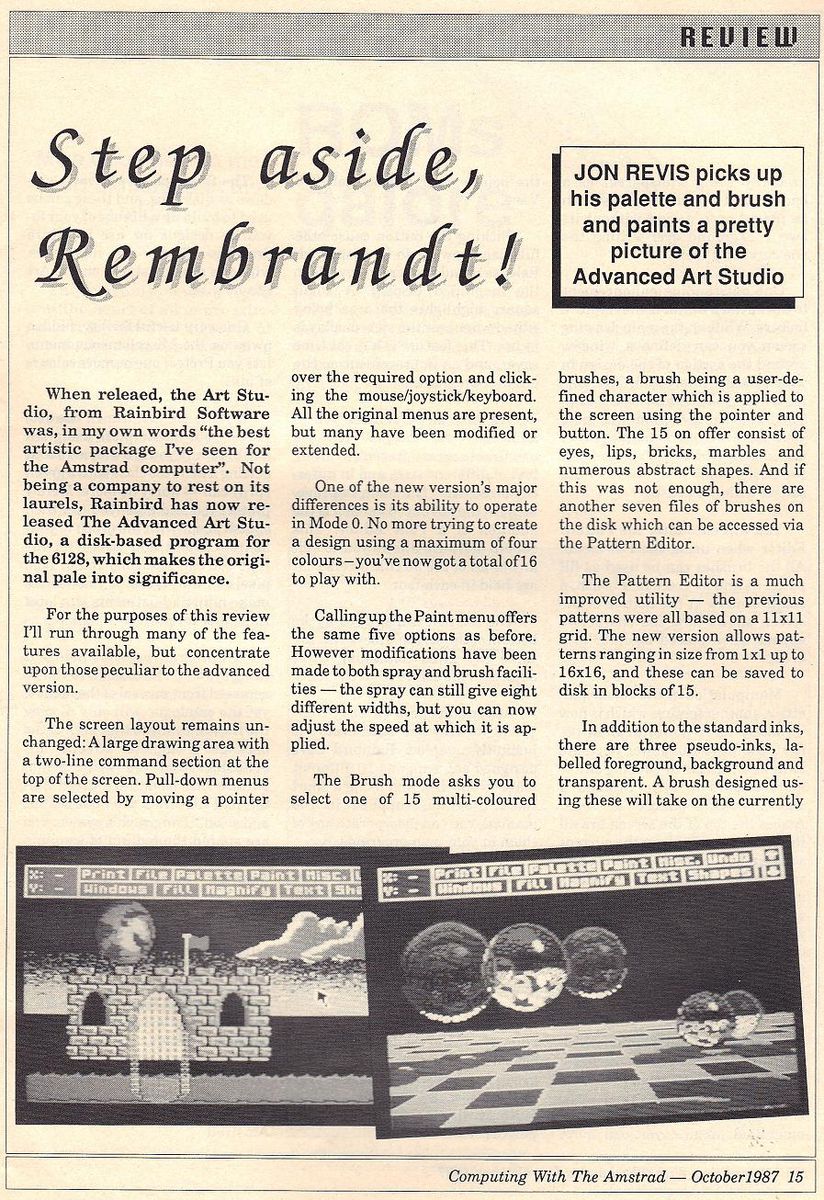 REVIEW
Step aside,
Rembrandt!
JON REVIS picks up
his palette and brush
and paints a pretty
picture of the
Advanced Art Studio
When releaed, the Art Stu-
dio, from Rainbird Software
was, in my own words “the best
artistic package I’ve seen for
the Amstrad computer”. Not
being a company to rest on its
laurels, Rainbird has now re-
leased The Advanced Art Stu-
dio, a disk-based program for
the 6128, which makes the origi-
nal pale into significance.
For the purposes of this review
I’ll run through many of the fea-
tures available, but concentrate
upon those peculiar to the advanced
version.
The screen layout remains un-
changed: A large drawing area with
a two-line command section at the
top of the screen. Pull-down menus
are selected by moving a pointer
over the required option and click-
ing the mouse/joystick/keyboard.
All the original menus are present,
but many have been modified or
extended.
One of the new version’s major
differences is its ability to operate
in Mode 0. No more trying to create
a design using a maximum of four
colours – you’ve now got a total of 16
to play with.
Calling up the Paint menu offers
the same five options as before.
However modifications have been
made to both spray and brush facili-
ties — the spray can still give eight
different widths, but you can now
adjust the speed at which it is ap-
plied.
The Brush mode asks you to
select one of 15 multi-coloured
brushes, a brush being a user-de-
fined character which is applied to
the screen using the pointer and
button. The 15 on offer consist of
eyes, lips, bricks, marbles and
numerous abstract shapes. And if
this was not enough, there are
another seven files of brushes on
the disk which can be accessed via
the Pattern Editor.
The Pattern Editor is a much
improved utility — the previous
patterns were all based on a 11x11
grid. The new version allows pat-
terns ranging in size from 1x1 up to
16x16, and these can be saved to
disk in blocks of 15.
In addition to the standard inks,
there are three pseudo-inks, la-
belled foreground, background and
transparent. A brush designed us-
ing these will take on the currently
X: - Print File Palette Paint Misc. U
Y: - Windows Fill Magnify Text Sha
X: - Print File Palette Paint Misc. Undo
Y: - Windows Fill Magnify Text Shapes
Computing With The Amstrad — October1987 15